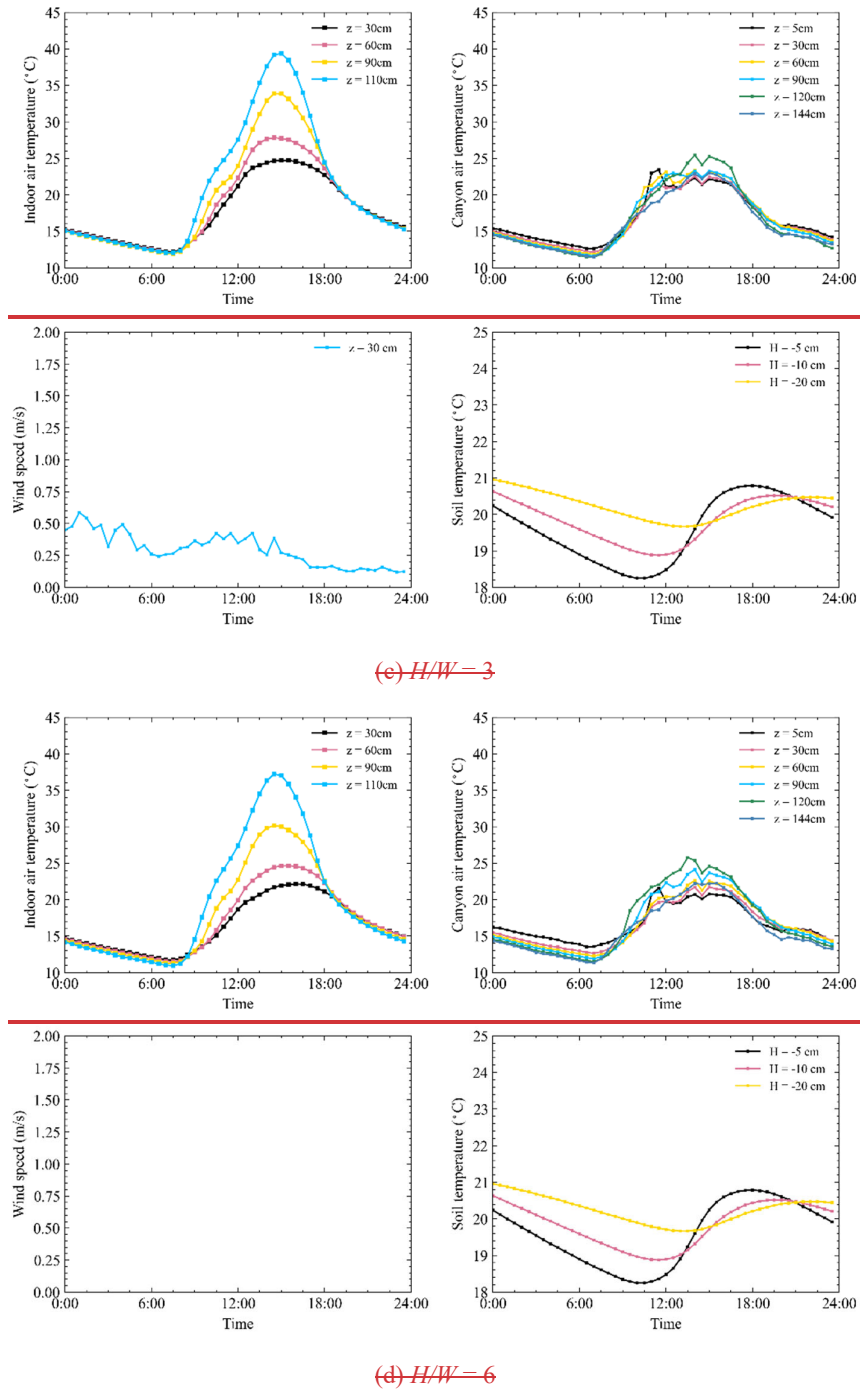 45
40
35
30
25
20
15
10
0:00
6:00
12:00
18:00
24:00
Time
Indoor air temperature (°C)
z = 30cm
z = 60cm
z = 90cm
z = 110cm
45
40
35
30
25
20
15
10
0:00
6:00
12:00
18:00
24:00
Time
Canyon air temperature (°C)
z = 5cm
z = 30cm
z = 60cm
z = 90cm
z = 120cm
z = 144cm
2.00
1.75
1.50
1.25
1.00
0.75
0.50
0.25
0.00
0:00
6:00
12:00
18:00
24:00
Time
Wind speed (m/s)
z = 30 cm
25
24
23
22
21
20
19
18
0:00
6:00
12:00
18:00
24:00
Time
Soil temperature (°C)
H = -5 cm
H = -10 cm
H = -20 cm
(c) H/W = 3
45
40
35
30
25
20
15
10
0:00
6:00
12:00
18:00
24:00
Time
Indoor air temperature (°C)
z = 30cm
z = 60cm
z = 90cm
z = 110cm
45
40
35
30
25
20
15
10
0:00
6:00
12:00
18:00
24:00
Time
Canyon air temperature (°C)
z = 5cm
z = 30cm
z = 60cm
z = 90cm
z = 120cm
z = 144cm
2.00
1.75
1.50
1.25
1.00
0.75
0.50
0.25
0.00
0:00
6:00
12:00
18:00
24:00
Time
Wind speed (m/s)
25
24
23
22
21
20
19
18
0:00
6:00
12:00
18:00
24:00
Time
Soil temperature (°C)
H = -5 cm
H = -10 cm
H = -20 cm
(d) H/W = 6